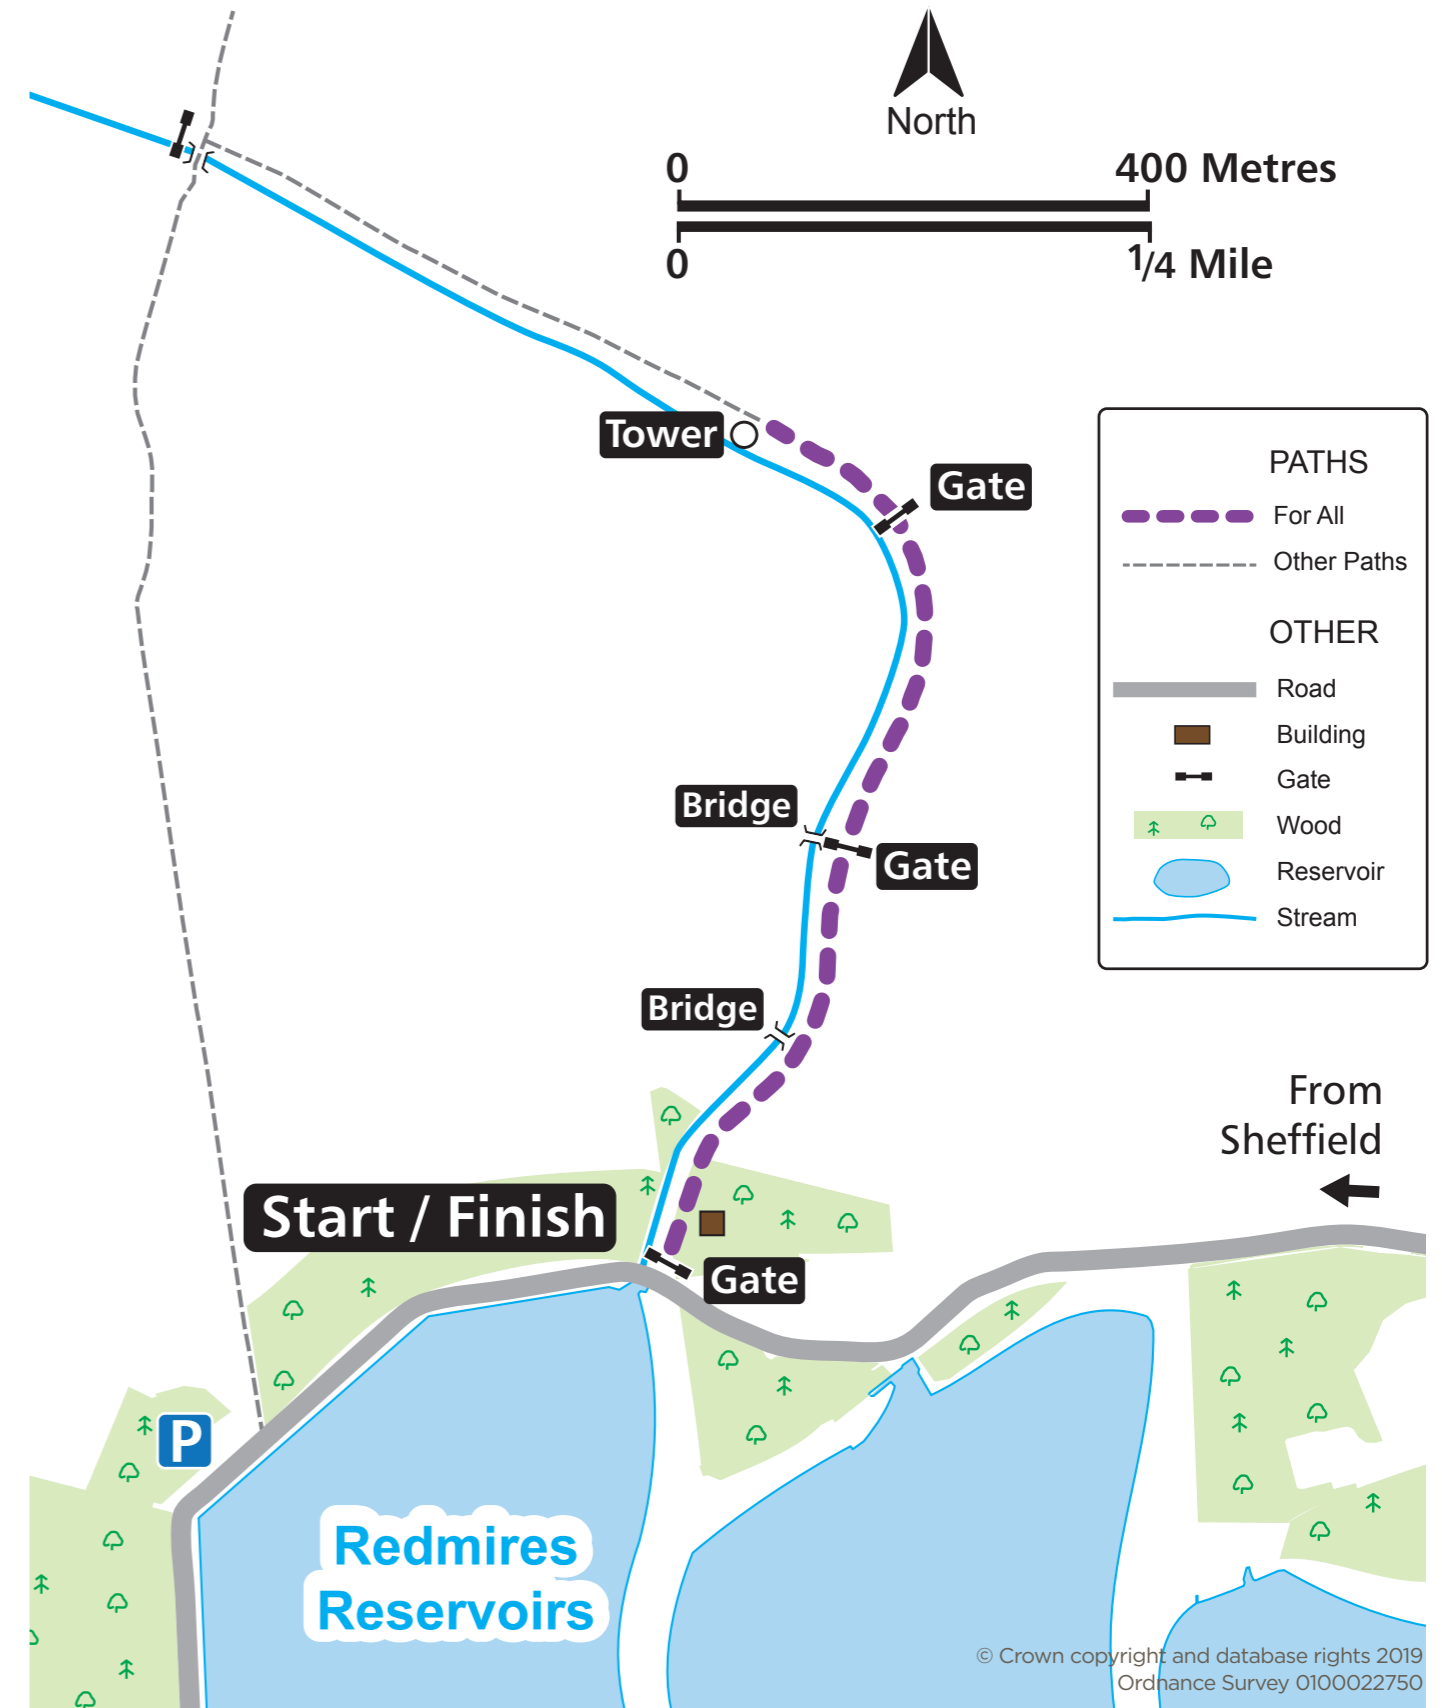 North
0
400 Metres
0
1/4 Mile
Tower
Gate
PATHS
For All
Other Paths
OTHER
Road
Building
Gate
Wood
Reservoir
Stream
Bridge
Gate
Bridge
From
Sheffield
Start / Finish
Gate
P
Redmires
Reservoirs
© Crown copyright and database rights 2019
Ordnance Survey 0100022750